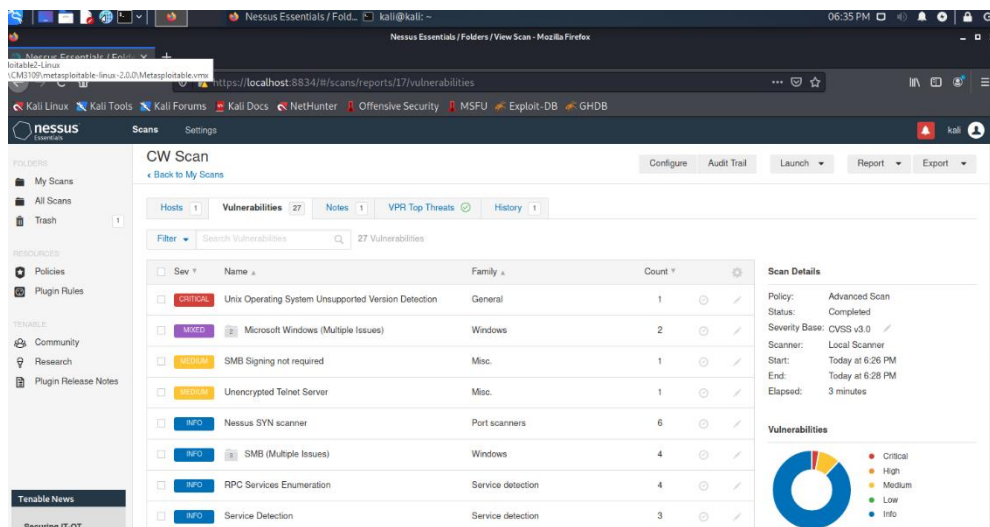 Nessus Essentials / Fold... kali@kali: ~ 06:35 PM
Nessus Essentials / Folders / View Scan - Mozilla Firefox
Nessus Essentials / Fold
loitable2-Linux
\CM3109\metasploitable-linux-2.0.0\Metasploitable.vmx
https://localhost:8834/#/scans/reports/17/vulnerabilities
Kali Linux Kali Tools Kali Forums Kali Docs NetHunter Offensive Security MSFU Exploit-DB GHDB
nessus Essentials Scans Settings kali
FOLDERS
My Scans
All Scans
Trash 1
RESOURCES
Policies
Plugin Rules
TENABLE
Community
Research
Plugin Release Notes
Tenable News
Securing IT-OT
CW Scan Configure Audit Trail Launch Report Export
Back to My Scans
Hosts 1 Vulnerabilities 27 Notes 1 VPR Top Threats History 1
Filter Search Vulnerabilities 27 Vulnerabilities
Sev Name Family Count
CRITICAL Unix Operating System Unsupported Version Detection General 1
MIXED 2 Microsoft Windows (Multiple Issues) Windows 2
MEDIUM SMB Signing not required Misc. 1
MEDIUM Unencrypted Telnet Server Misc. 1
INFO Nessus SYN scanner Port scanners 6
INFO 3 SMB (Multiple Issues) Windows 4
INFO RPC Services Enumeration Service detection 4
INFO Service Detection Service detection 3
Scan Details
Policy: Advanced Scan
Status: Completed
Severity Base: CVSS v3.0
Scanner: Local Scanner
Start: Today at 6:26 PM
End: Today at 6:28 PM
Elapsed: 3 minutes
Vulnerabilities
Critical
High
Medium
Low
Info